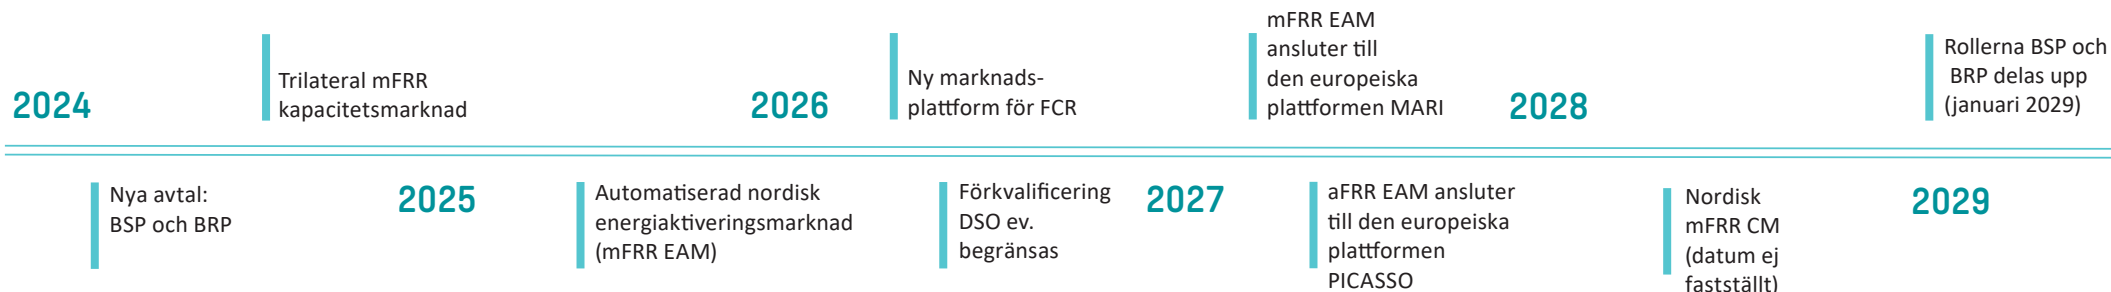 2024
Nya avtal:
BSP och BRP
Trilateral mFRR
kapacitetsmarknad
2025
Automatiserad nordisk
energiaktiveringsmarknad
(mFRR EAM)
2026
Ny marknads-
plattform för FCR
Förkvalificering
DSO ev.
begränsas
2027
mFRR EAM
ansluter till
den europeiska
plattformen MARI
aFRR EAM ansluter
till den europeiska
plattformen
PICASSO
2028
Nordisk
mFRR CM
(datum ej
fastställt)
2029
Rollerna BSP och
BRP delas upp
(januari 2029)